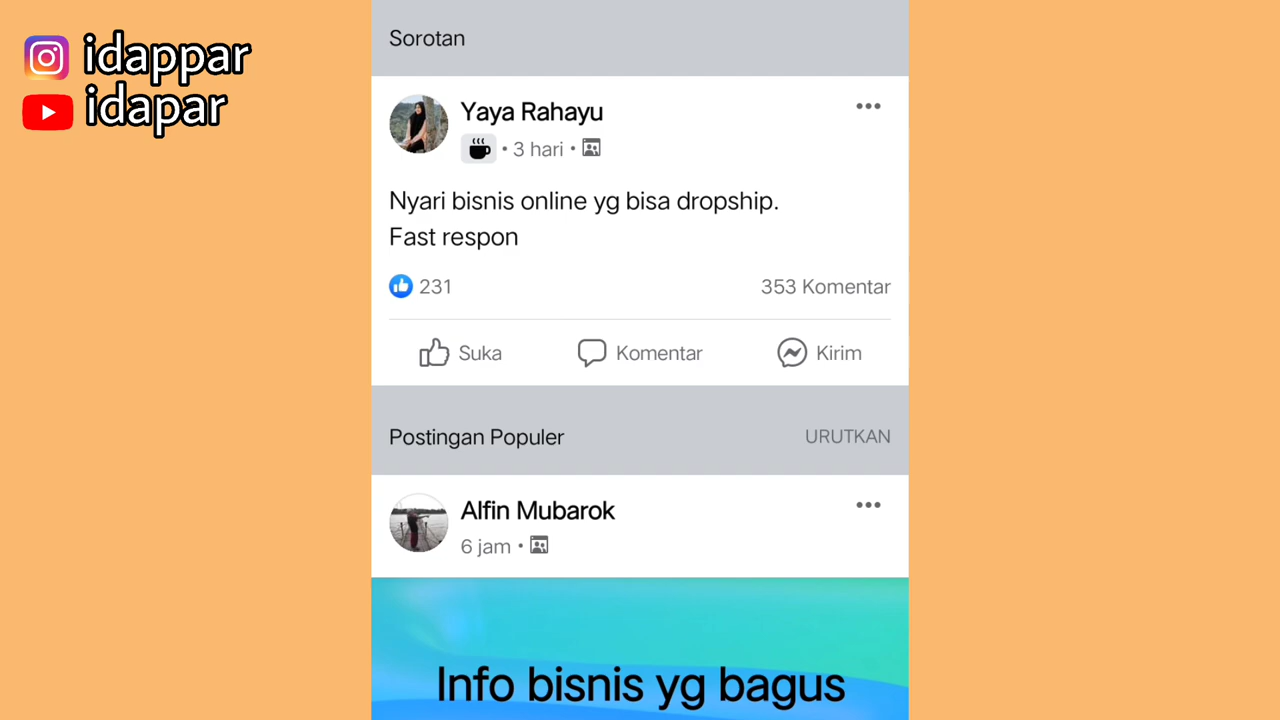 idappar
idapar
Sorotan
Yaya Rahayu
• 3 hari •
Nyari bisnis online yg bisa dropship.
Fast respon
231
353 Komentar
Suka
Komentar
Kirim
Postingan Populer
URUTKAN
Alfin Mubarok
6 jam •
Info bisnis yg bagus